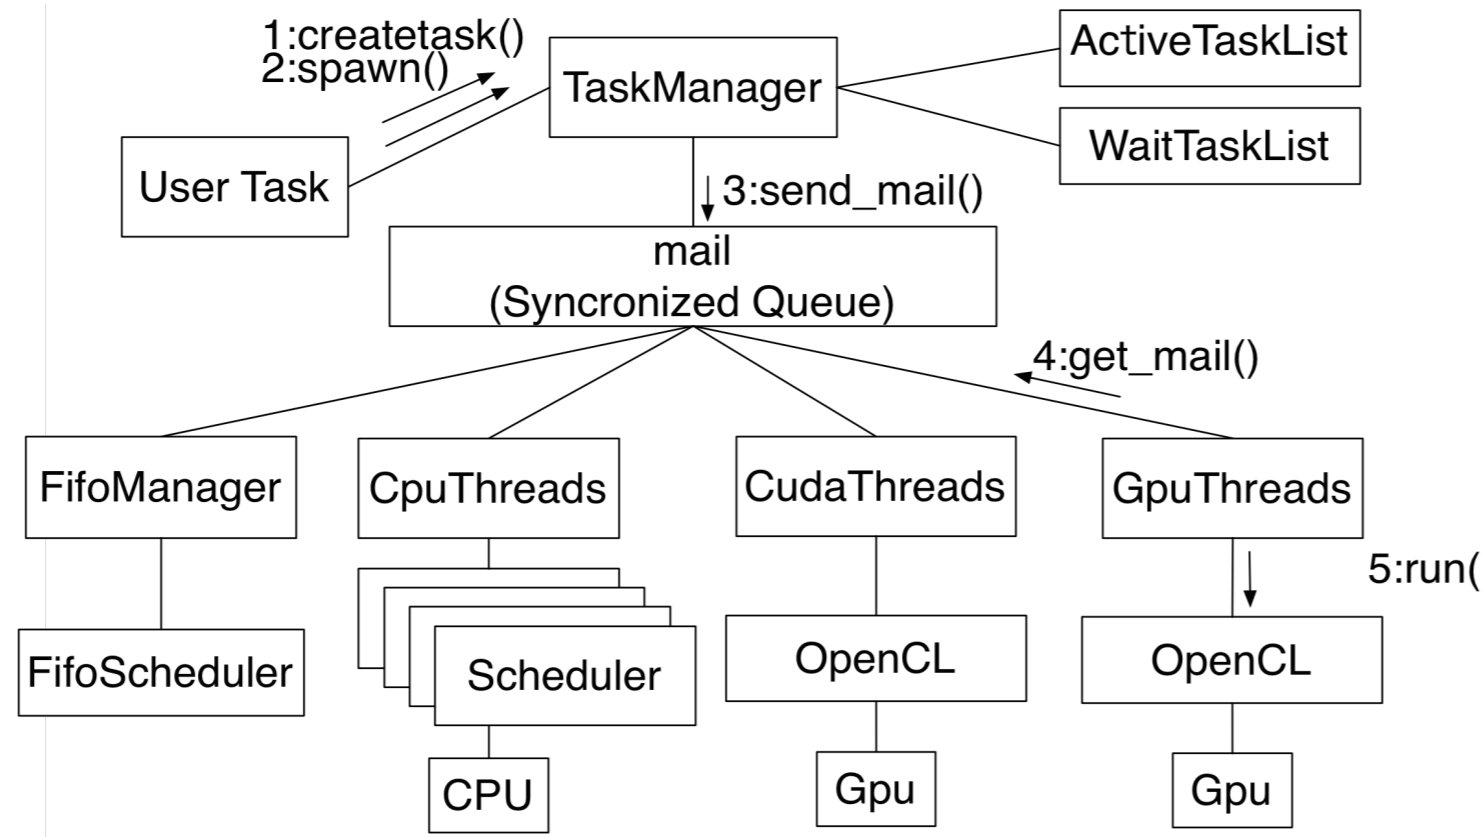 1:createtask()
2:spawn()
TaskManager
ActiveTaskList
WaitTaskList
User Task
3:send_mail()
mail
(Syncronized Queue)
4:get_mail()
FifoManager
CpuThreads
CudaThreads
GpuThreads
5:run(
FifoScheduler
Scheduler
OpenCL
OpenCL
CPU
Gpu
Gpu